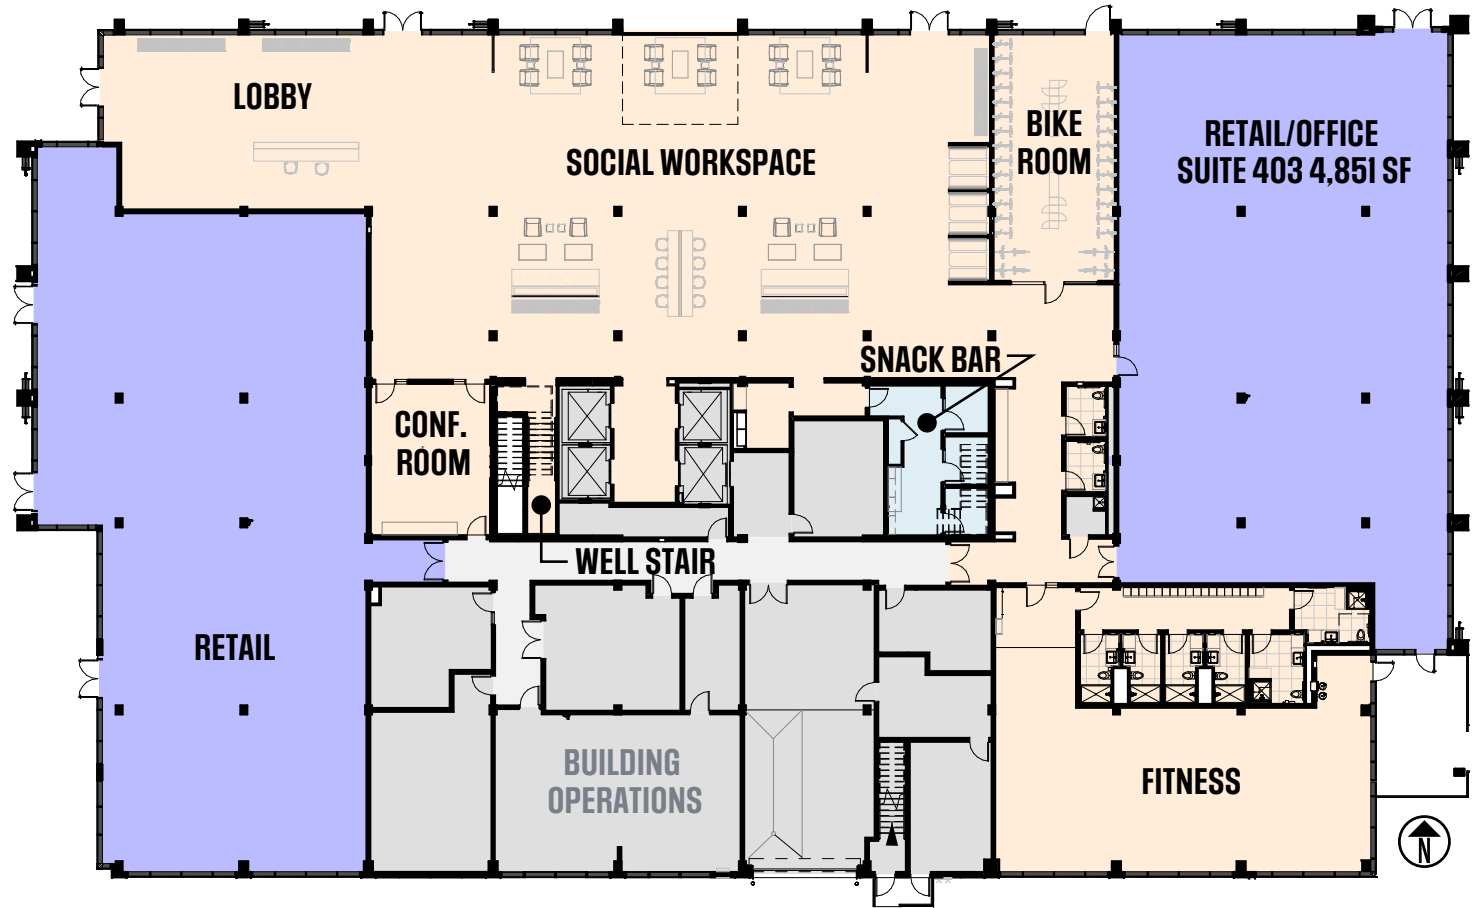 LOBBY
SOCIAL WORKSPACE
BIKE
ROOM
RETAIL/OFFICE
SUITE 403 4,851 SF
SNACK BAR
CONF.
ROOM
WELL STAIR
RETAIL
BUILDING
OPERATIONS
FITNESS
N